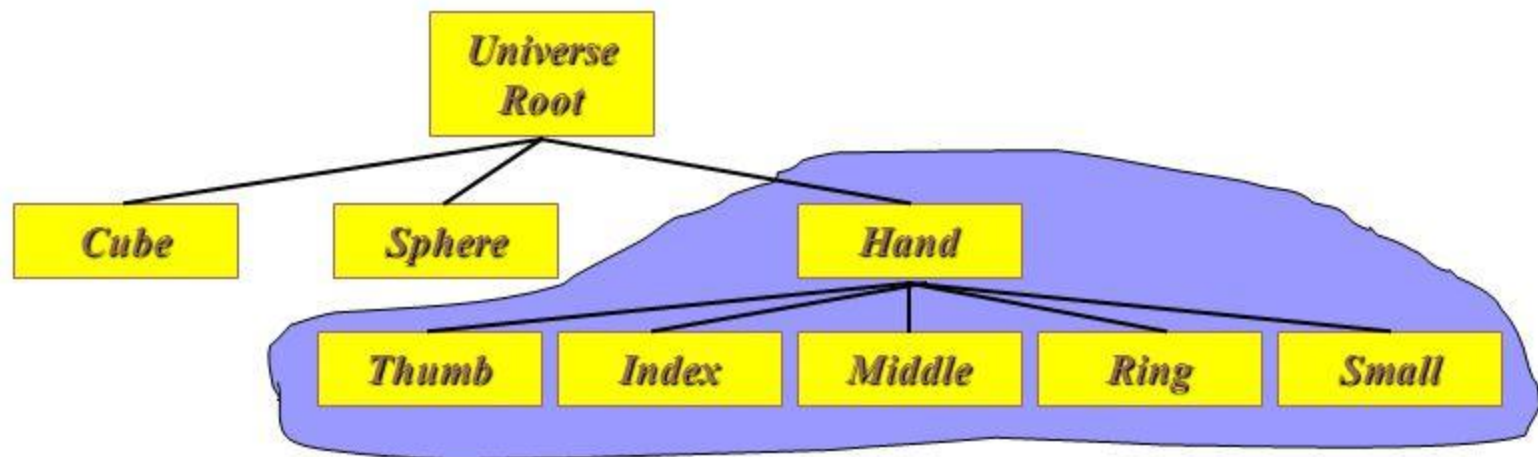 Universe
Root
Cube
Sphere
Hand
Thumb
Index
Middle
Ring
Small